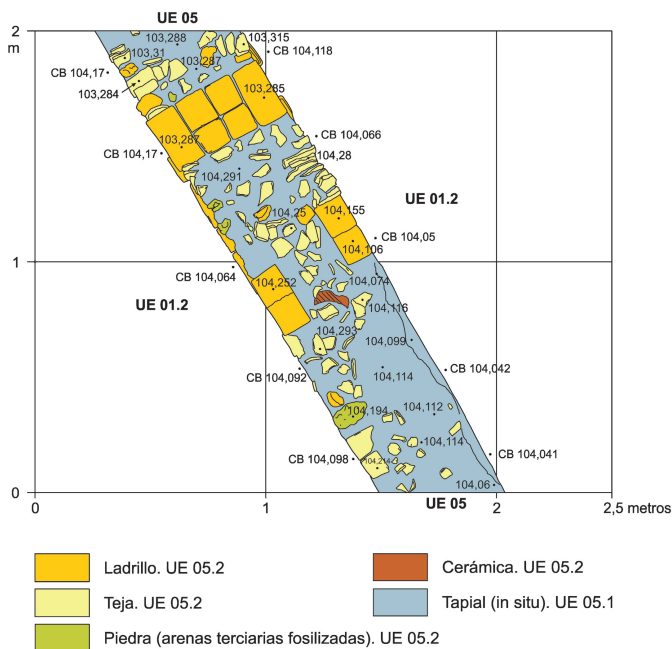 UE 05
2
m
103,288
103,315
103,31
103,287
CB 104,118
CB 104,17
103,284
103,285
CB 104,066
103,287
CB 104,17
104,28
104,291
UE 01.2
104,25
104,155
CB 104,05
104,106
1
CB 104,064
104,074
104,252
UE 01.2
104,116
104,293
104,099
CB 104,042
CB 104,092
104,114
104,194
104,112
104,114
CB 104,041
CB 104,098
104,214
104,06
0
UE 05
0
1
2
2,5 metros
Ladrillo. UE 05.2
Cerámica. UE 05.2
Teja. UE 05.2
Tapial (in situ). UE 05.1
Piedra (arenas terciarias fosilizadas). UE 05.2